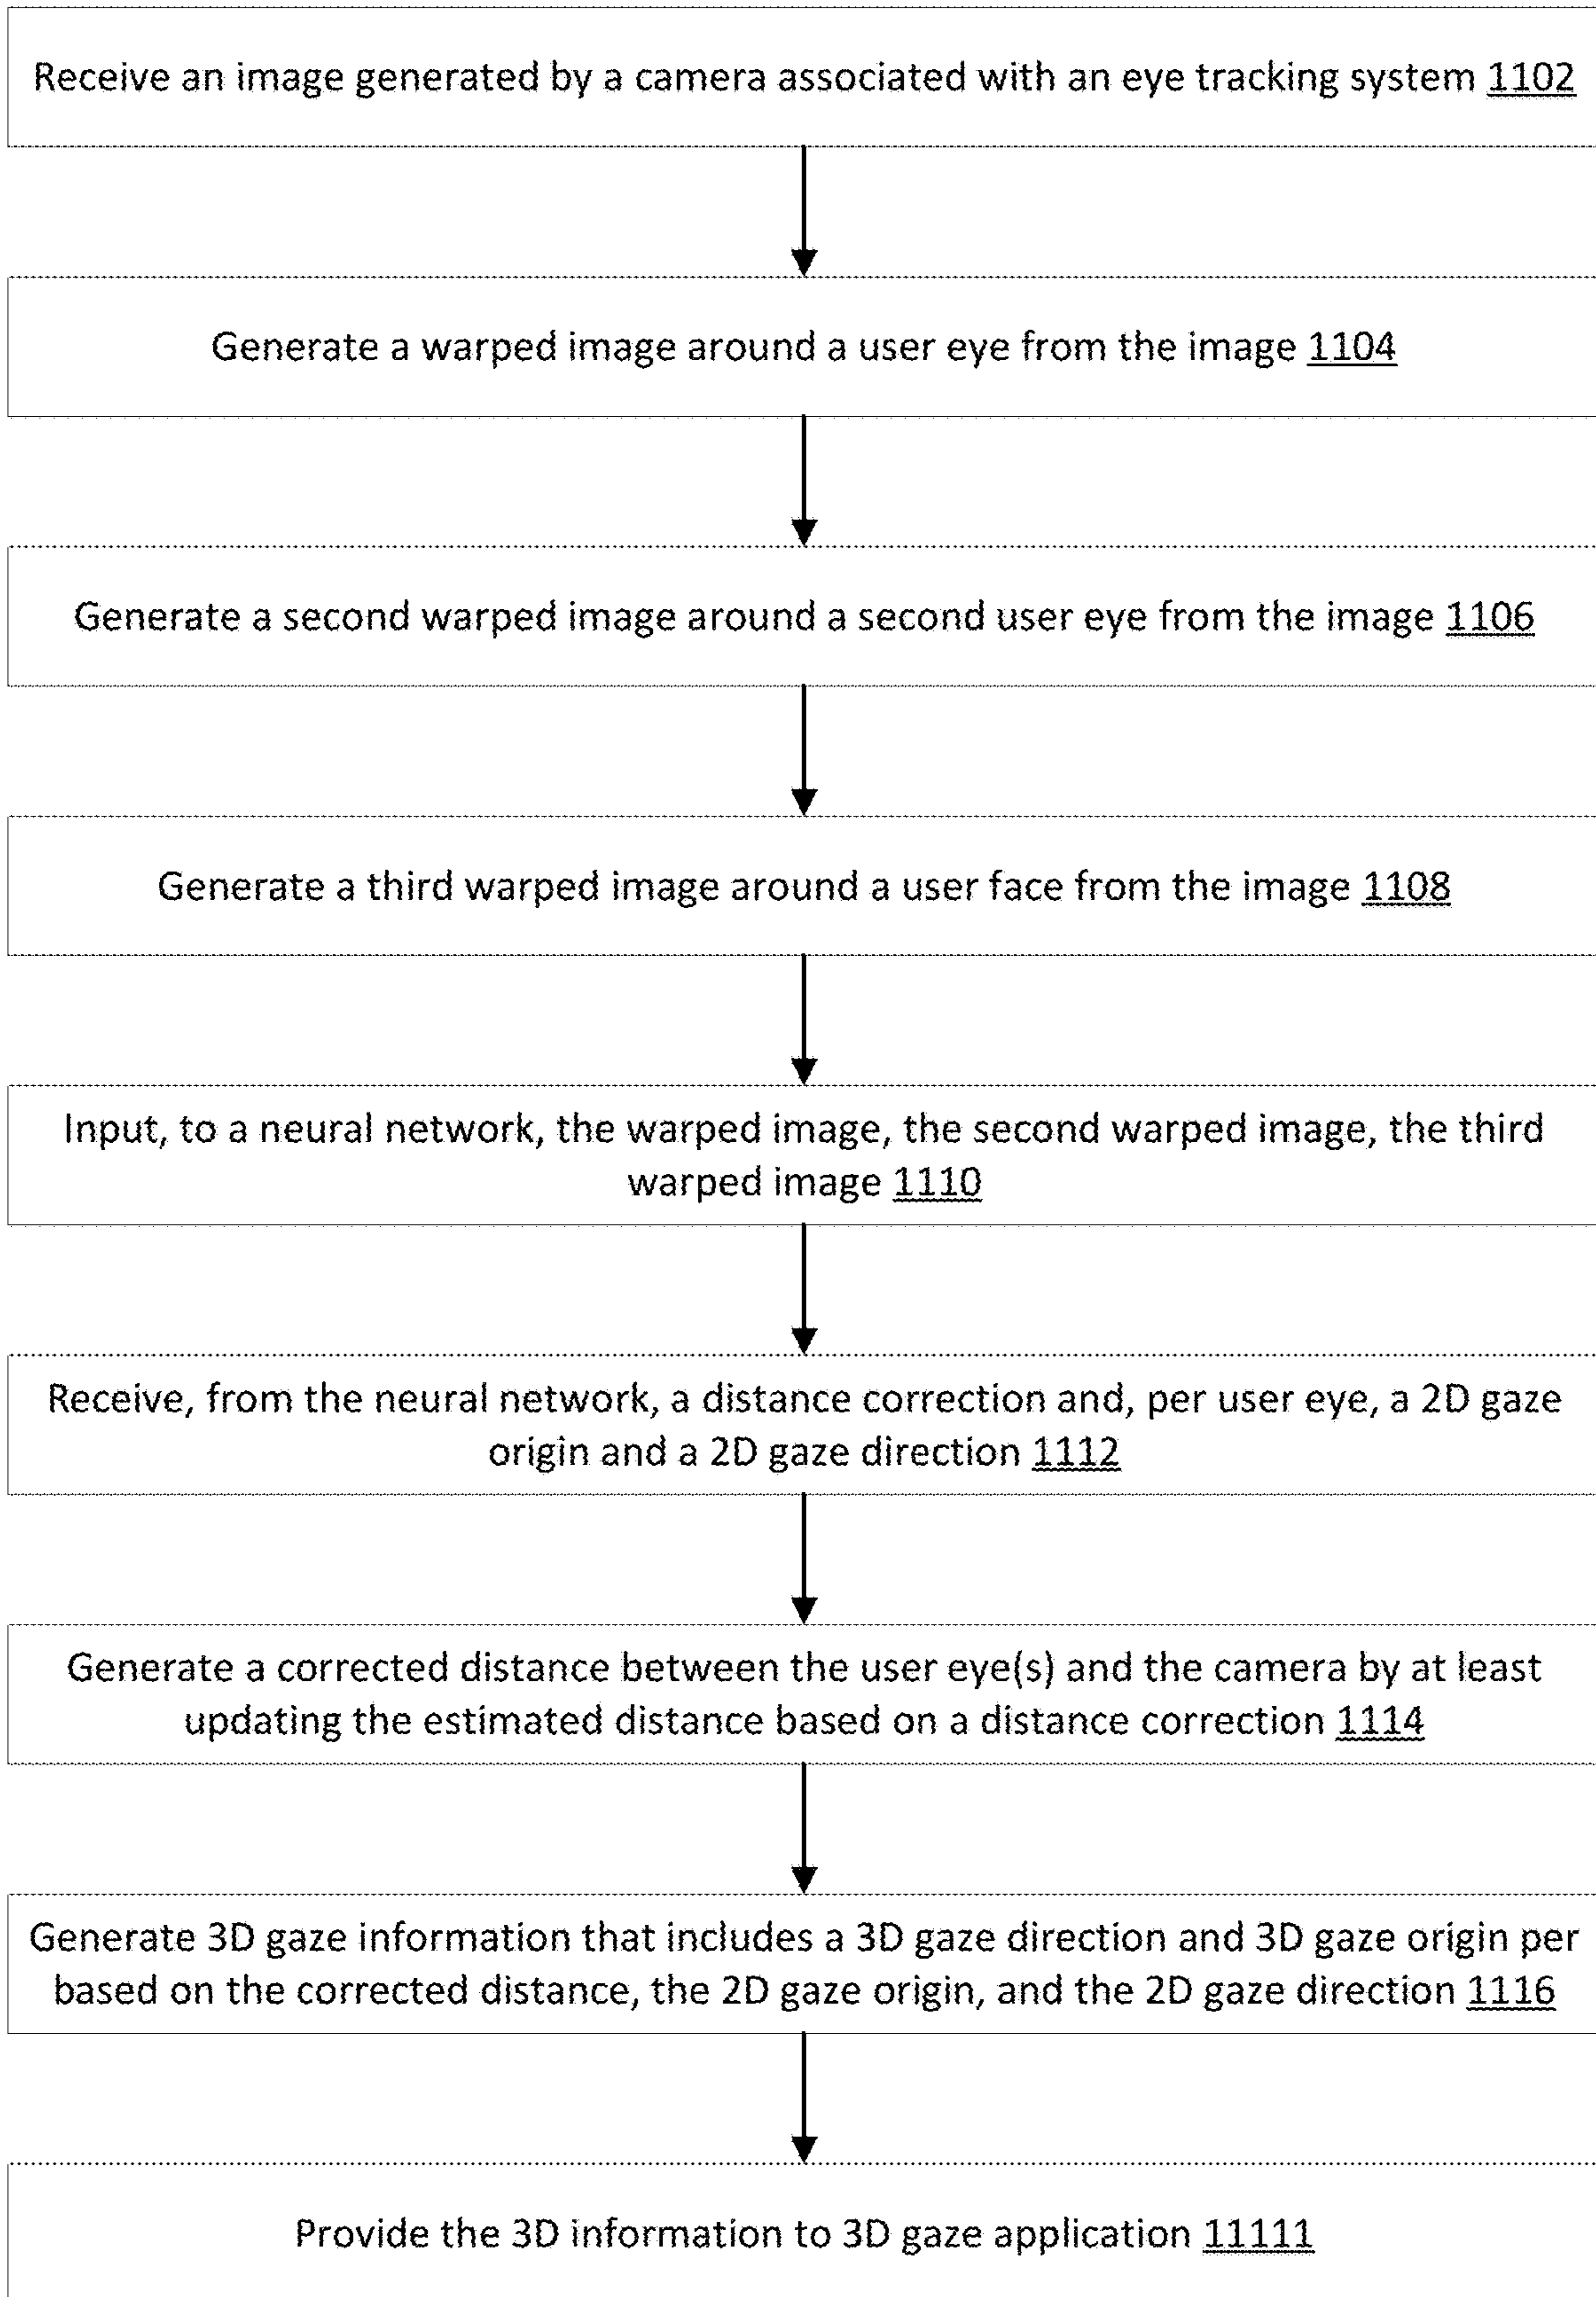 Receive an image generated by a camera associated with an eye tracking system 1102
Generate a warped image around a user eye from the image 1104
Generate a second warped image around a second user eye from the image 1106
Generate a third warped image around a user face from the image 1108
Input, to a neural network, the warped image, the second warped image, the third
warped image 1110
Receive, from the neural network, a distance correction and, per user eye, a 2D gaze
origin and a 2D gaze direction 1112
Generate a corrected distance between the user eye(s) and the camera by at least
updating the estimated distance based on a distance correction 1114
Generate 3D gaze information that includes a 3D gaze direction and 3D gaze origin per
based on the corrected distance, the 2D gaze origin, and the 2D gaze direction 1116
Provide the 3D information to 3D gaze application 11111